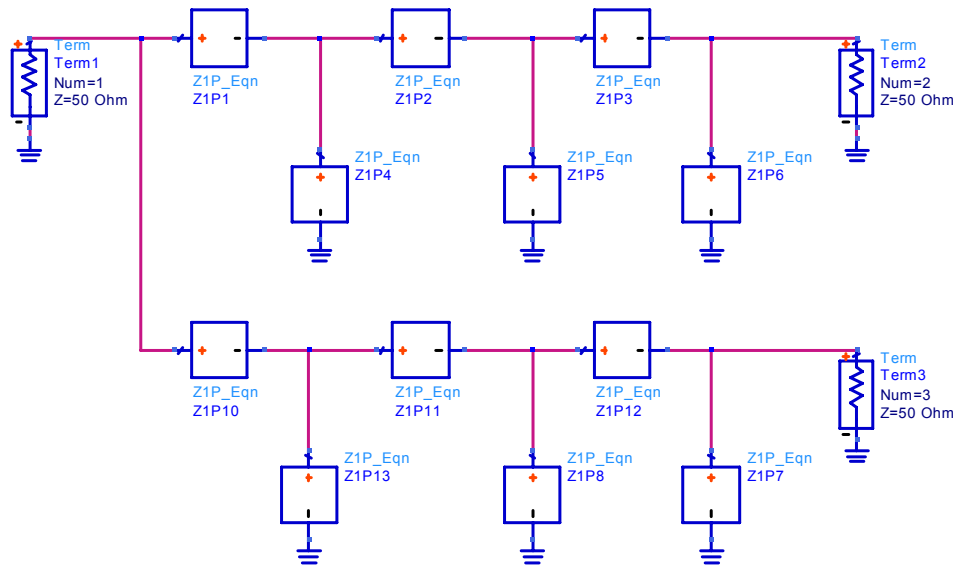 Term
Term1
Num=1
Z=50 Ohm
Z1P_Eqn
Z1P1
Z1P_Eqn
Z1P2
Z1P_Eqn
Z1P3
Term
Term2
Num=2
Z=50 Ohm
Z1P_Eqn
Z1P4
Z1P_Eqn
Z1P5
Z1P_Eqn
Z1P6
Z1P_Eqn
Z1P10
Z1P_Eqn
Z1P11
Z1P_Eqn
Z1P12
Term
Term3
Num=3
Z=50 Ohm
Z1P_Eqn
Z1P13
Z1P_Eqn
Z1P8
Z1P_Eqn
Z1P7